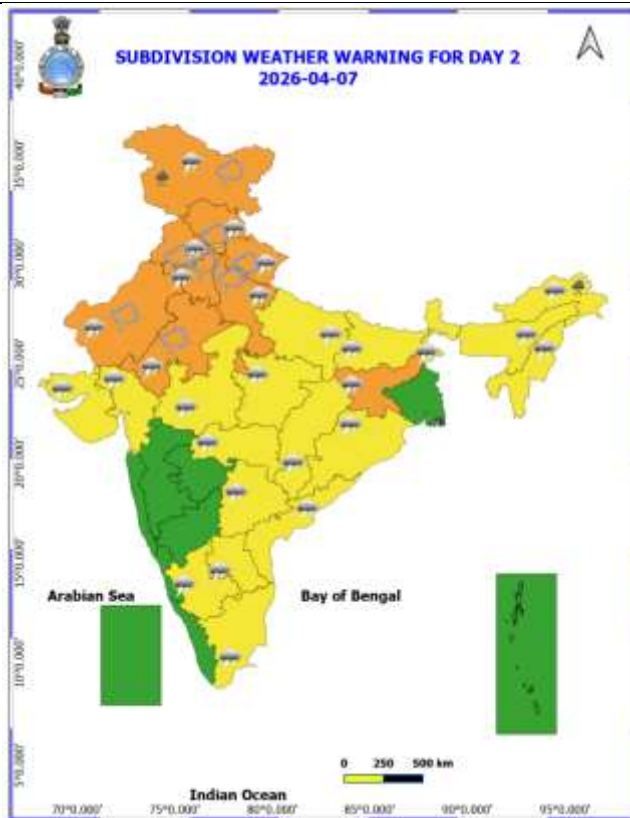 SUBDIVISION WEATHER WARNING FOR DAY 2
2026-04-07
40°0.000'
35°0.000'
30°0.000'
25°0.000'
20°0.000'
15°0.000'
10°0.000'
5°0.000'
Arabian Sea
Bay of Bengal
0 250 500 km
Indian Ocean
70°0.000' 75°0.000' 80°0.000' 85°0.000' 90°0.000' 95°0.000'